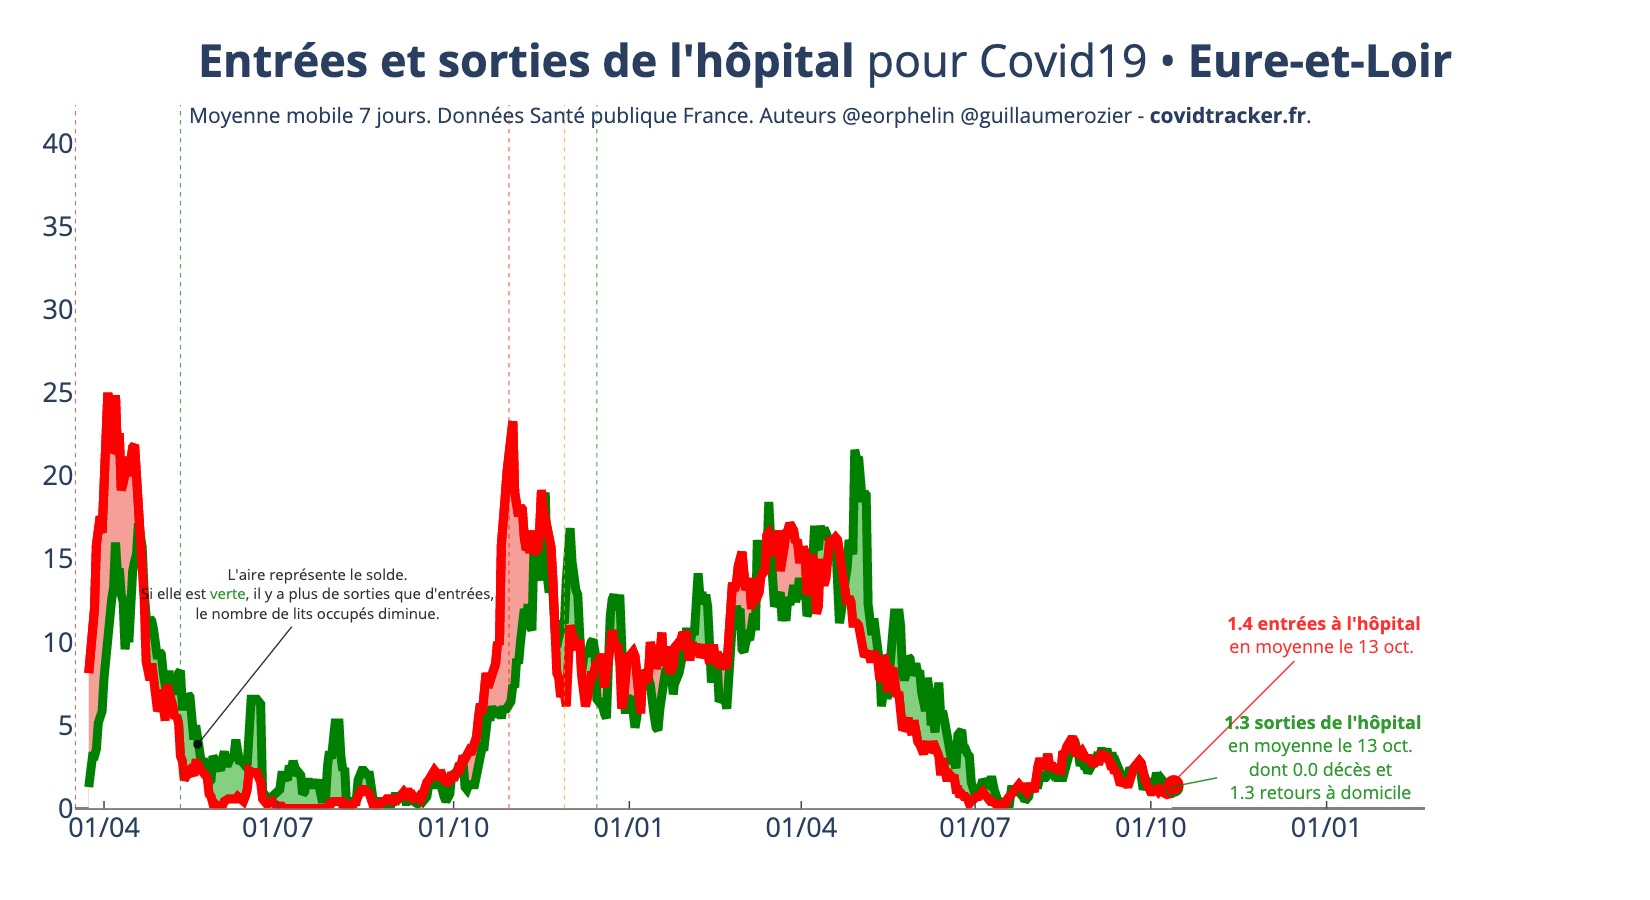 Entrées et sorties de l'hôpital pour Covid19 • Eure-et-Loir
Moyenne mobile 7 jours. Données Santé publique France. Auteurs @eorphelin @guillaumerozier - covidtracker.fr.
40
35
30
25
20
15
10
5
0
L'aire représente le solde.
Si elle est verte, il y a plus de sorties que d'entrées,
le nombre de lits occupés diminue.
1.4 entrées à l'hôpital
en moyenne le 13 oct.
1.3 sorties de l'hôpital
en moyenne le 13 oct.
dont 0.0 décès et
1.3 retours à domicile
01/04 01/07 01/10 01/01 01/04 01/07 01/10 01/01